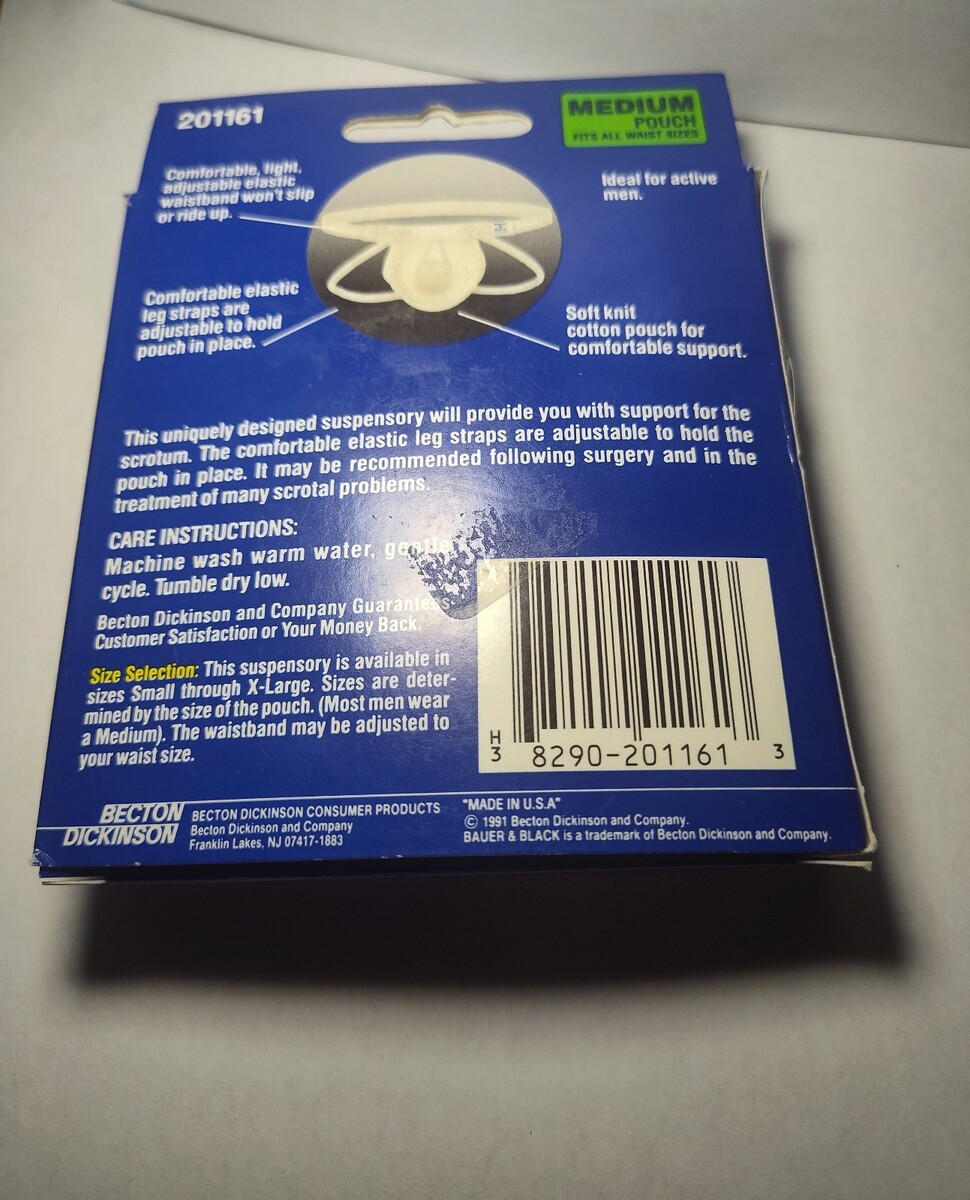 201161
MEDIUM
POUCH
FITS ALL WAIST SIZES
Comfortable, light,
adjustable elastic
waistband won't slip
or ride up.
Ideal for active
men.
Comfortable elastic
leg straps are
adjustable to hold
pouch in place.
Soft knit
cotton pouch for
comfortable support.
This uniquely designed suspensory will provide you with support for the
scrotum. The comfortable elastic leg straps are adjustable to hold the
pouch in place. It may be recommended following surgery and in the
treatment of many scrotal problems.
CARE INSTRUCTIONS:
Machine wash warm water, gentle
cycle. Tumble dry low.
Becton Dickinson and Company Guarantees
Customer Satisfaction or Your Money Back.
Size Selection: This suspensory is available in
sizes Small through X-Large. Sizes are deter-
mined by the size of the pouch. (Most men wear
a Medium). The waistband may be adjusted to
your waist size.
H
3 8290-201161 3
BECTON
DICKINSON
BECTON DICKINSON CONSUMER PRODUCTS
Becton Dickinson and Company
Franklin Lakes, NJ 07417-1883
"MADE IN U.S.A"
© 1991 Becton Dickinson and Company.
BAUER & BLACK is a trademark of Becton Dickinson and Company.